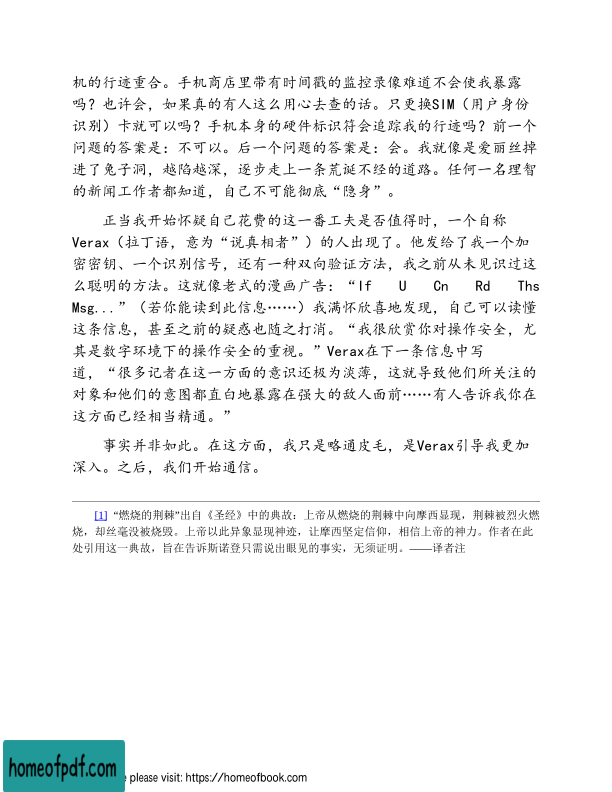 机的行迹重合。手机商店里带有时间戳的监控录像难道不会使我暴露
吗？也许会，如果真的有人这么用心去查的话。只更换SIM（用户身份
识别）卡就可以吗？手机本身的硬件标识符会追踪我的行迹吗？前一个
问题的答案是：不可以。后一个问题的答案是：会。我就像是爱丽丝掉
进了兔子洞，越陷越深，逐步走上一条荒诞不经的道路。任何一名理智
的新闻工作者都知道，自己不可能彻底“隐身”。
正当我开始怀疑自己花费的这一番工夫是否值得时，一个自称
Verax（拉丁语，意为“说真相者”）的人出现了。他发给了我一个加
密密钥、一个识别信号，还有一种双向验证方法，我之前从未见识过这
么聪明的方法。这就像老式的漫画广告：“If U Cn Rd Ths
Msg...”（若你能读到此信息……）我满怀欣喜地发现，自己可以读懂
这条信息，甚至之前的疑惑也随之打消。“我很欣赏你对操作安全，尤
其是数字环境下的操作安全的重视。”Verax在下一条信息中写
道，“很多记者在这一方面的意识还极为淡薄，这就导致他们所关注的
对象和他们的意图都直白地暴露在强大的敌人面前……有人告诉我你在
这方面已经相当精通。”
事实并非如此。在这方面，我只是略通皮毛，是Verax引导我更加
深入。之后，我们开始通信。
[1] “燃烧的荆棘”出自《圣经》中的典故：上帝从燃烧的荆棘中向摩西显现，荆棘被烈火燃
烧，却丝毫没被烧毁。上帝以此异象显现神迹，让摩西坚定信仰，相信上帝的神力。作者在此
处引用这一典故，旨在告诉斯诺登只需说出眼见的事实，无须证明。——译者注
homeofpdf.com
e please visit: https://homeofbook.com